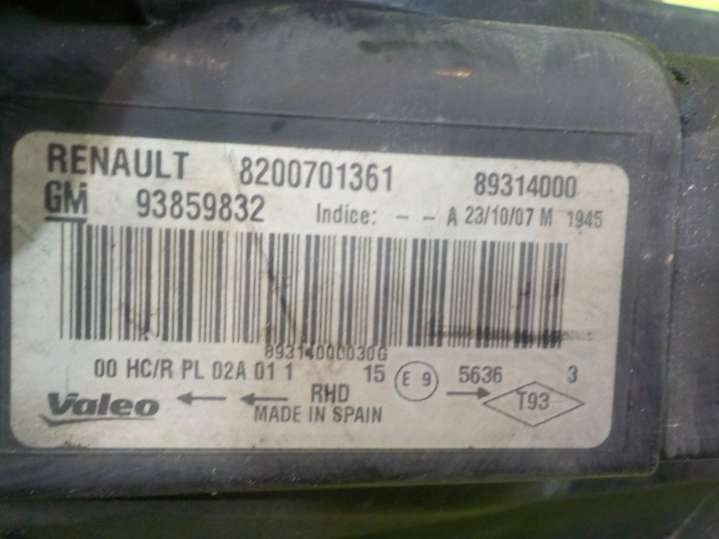 RENAULT 8200701361 89314000
GM 93859832 Indice: - - A 23/10/07 M 1945
89314000030G
00 HC/R PL 02A 01 1 15 E 9 5636 3
Valeo RHD T93
MADE IN SPAIN